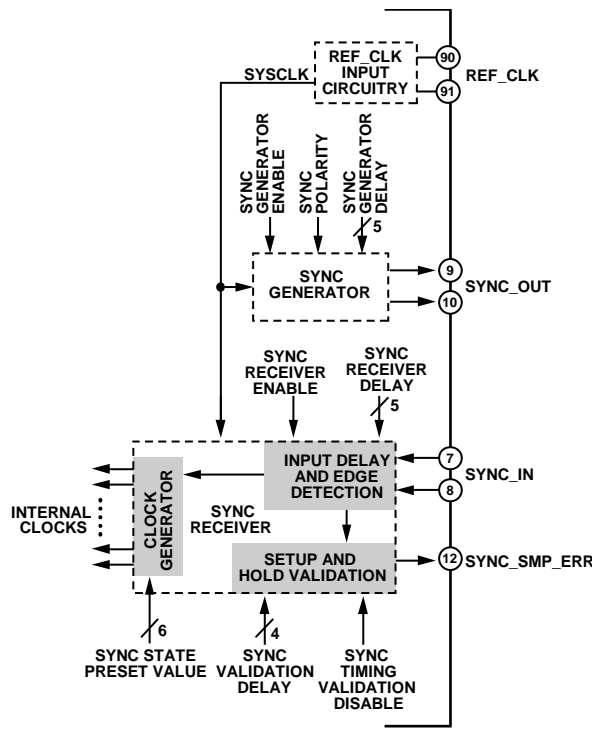 REF_CLK
INPUT
CIRCUITRY
90
91
REF_CLK
SYSCLK
SYNC
GENERATOR
ENABLE
SYNC
POLARITY
SYNC
GENERATOR
DELAY
5
SYNC
GENERATOR
9
10
SYNC_OUT
SYNC
RECEIVER
ENABLE
SYNC
RECEIVER
DELAY
5
INPUT DELAY
AND EDGE
DETECTION
7
8
SYNC_IN
CLOCK
GENERATOR
SYNC
RECEIVER
INTERNAL
CLOCKS
SETUP AND
HOLD VALIDATION
12
SYNC_SMP_ERR
6
SYNC STATE
PRESET VALUE
4
SYNC
VALIDATION
DELAY
SYNC
TIMING
VALIDATION
DISABLE